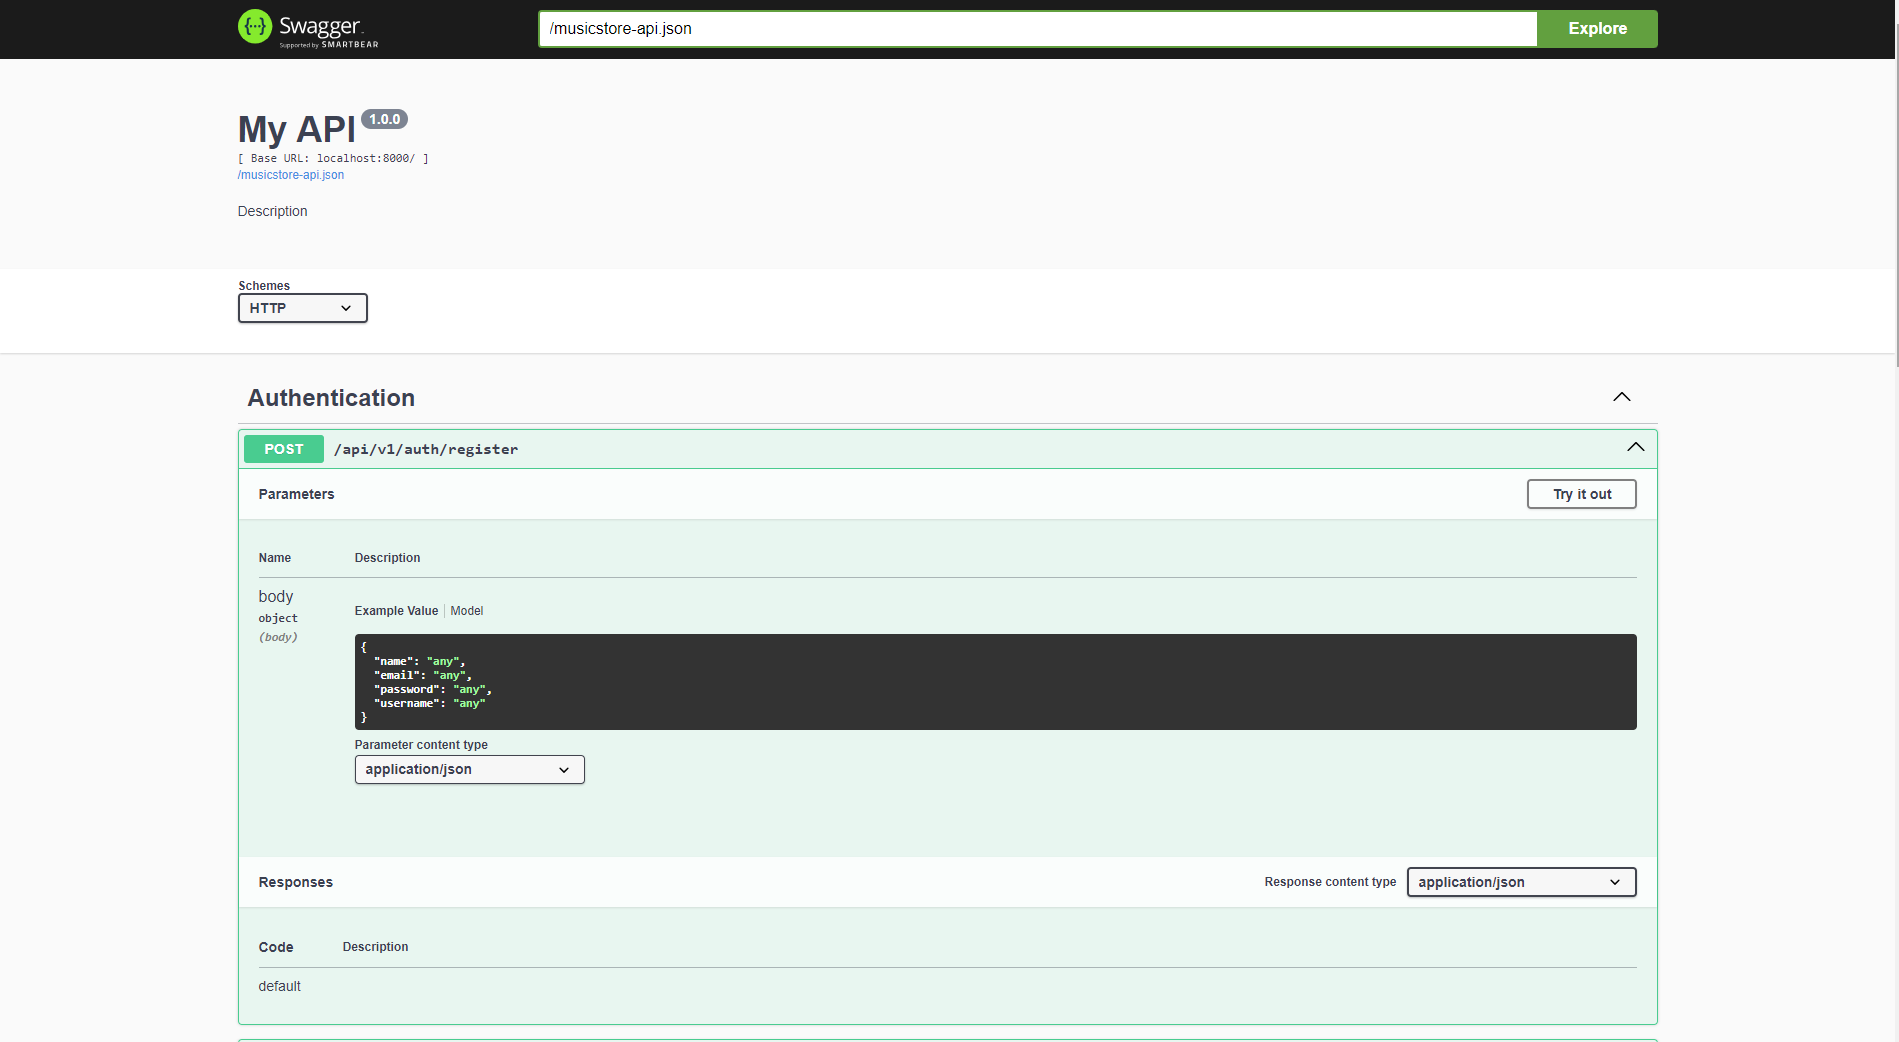 Swagger.
Supported by SMARTBEAR
/musicstore-api.json
Explore
My API 1.0.0
[ Base URL: localhost:8000/ ]
/musicstore-api.json
Description
Schemes
HTTP
Authentication
POST /api/v1/auth/register
Parameters
Try it out
Name Description
body
object
(body)
Example Value Model
{
"name": "any",
"email": "any",
"password": "any",
"username": "any"
}
Parameter content type
application/json
Responses
Response content type application/json
Code Description
default